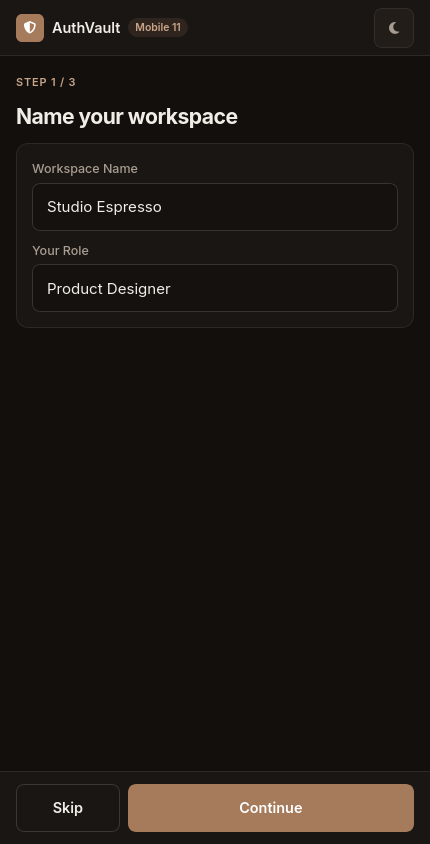 AuthVault Mobile 11
STEP 1 / 3
Name your workspace
Workspace Name
Studio Espresso
Your Role
Product Designer
Skip Continue